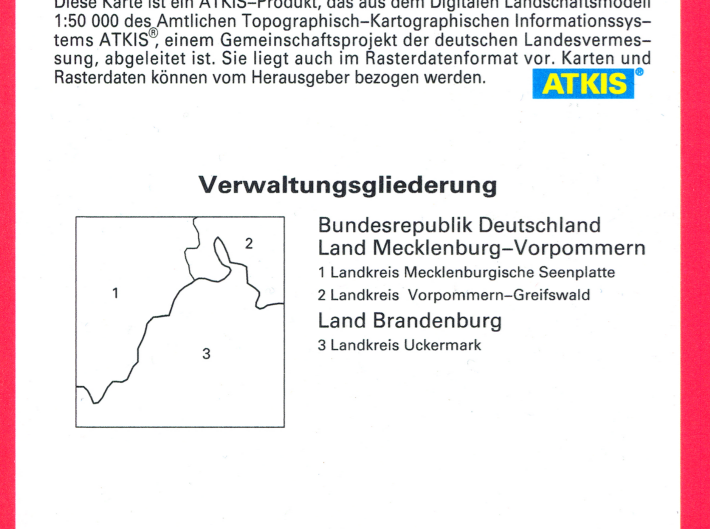 Diese Karte ist ein ATKIS–Produkt, das aus dem Digitalen Landschaftsmodell
1:50 000 des Amtlichen Topographisch–Kartographischen Informationssys–
tems ATKIS®, einem Gemeinschaftsprojekt der deutschen Landesvermes–
sung, abgeleitet ist. Sie liegt auch im Rasterdatenformat vor. Karten und
Rasterdaten können vom Herausgeber bezogen werden.
ATKIS®
Verwaltungsgliederung
1
2
3
Bundesrepublik Deutschland
Land Mecklenburg–Vorpommern
1 Landkreis Mecklenburgische Seenplatte
2 Landkreis Vorpommern–Greifswald
Land Brandenburg
3 Landkreis Uckermark